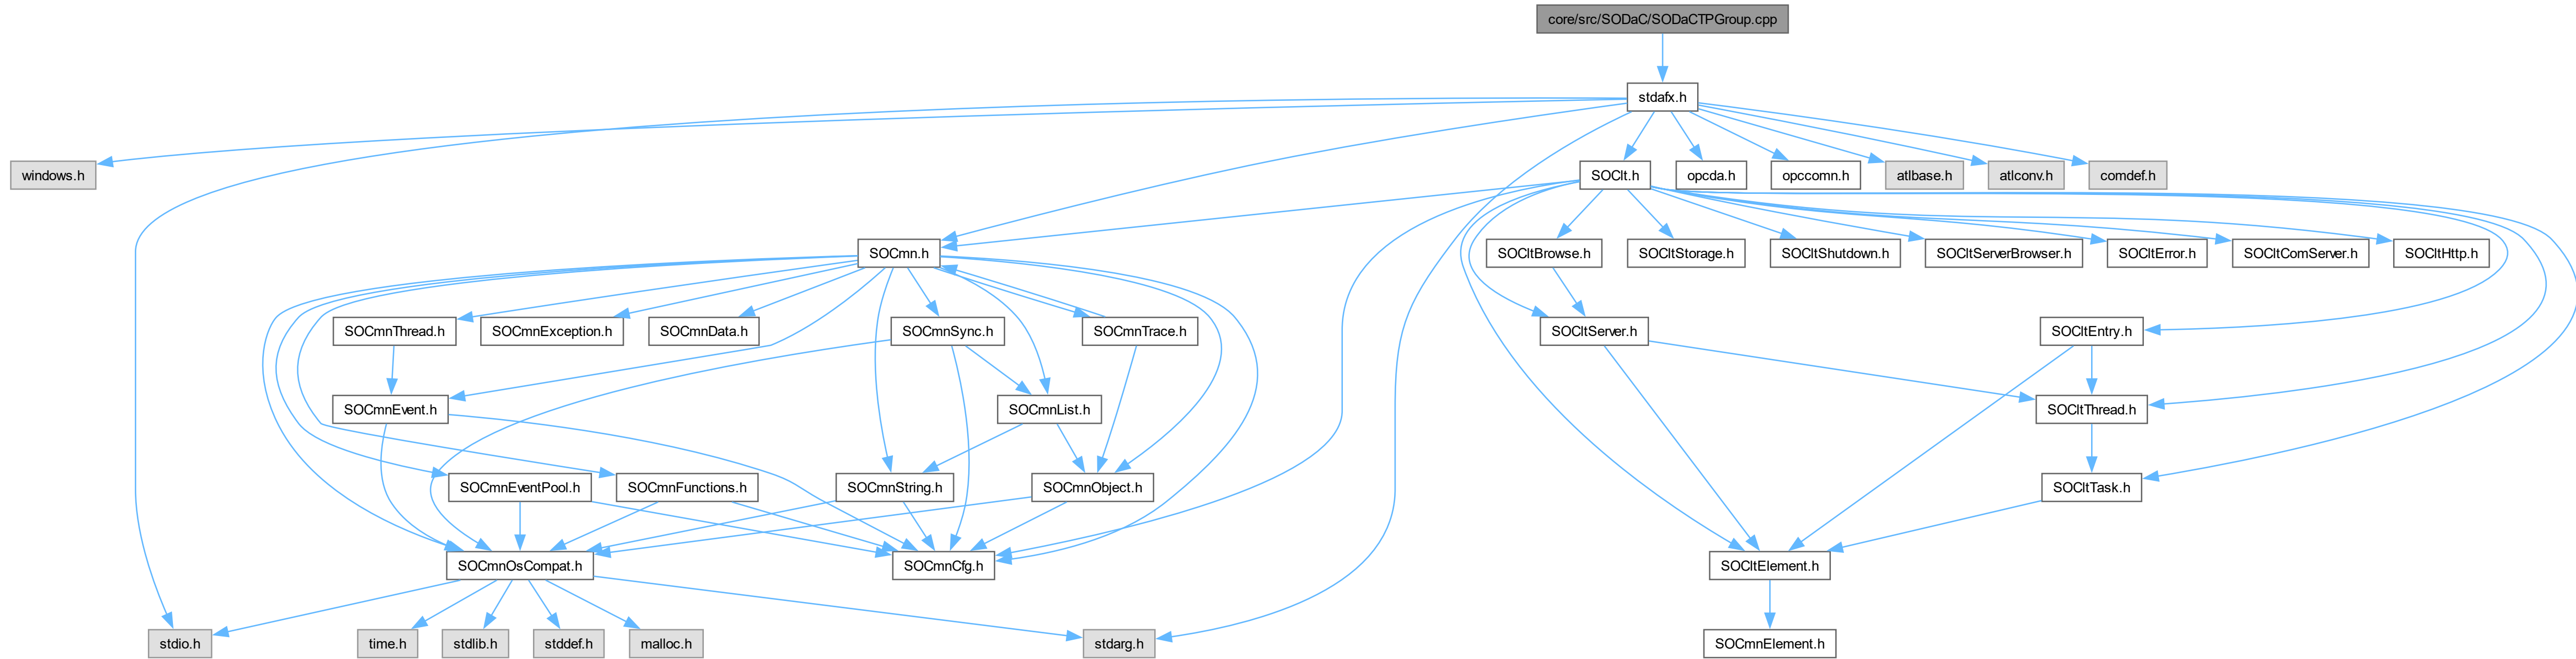 core/src/SODaC/SODaCTPGroup.cpp
stdafx.h
windows.h
SOClt.h
opcda.h
opccomn.h
atlbase.h
atlconv.h
comdef.h
SOCmn.h
SOCltBrowse.h
SOCltStorage.h
SOCltShutdown.h
SOCltServerBrowser.h
SOCltError.h
SOCltComServer.h
SOCltHttp.h
SOCmnThread.h
SOCmnException.h
SOCmnData.h
SOCmnSync.h
SOCmnTrace.h
SOCltServer.h
SOCltEntry.h
SOCmnEvent.h
SOCmnList.h
SOCltThread.h
SOCmnEventPool.h
SOCmnFunctions.h
SOCmnString.h
SOCmnObject.h
SOCltTask.h
SOCmnOsCompat.h
SOCmnCfg.h
SOCltElement.h
stdio.h
time.h
stdlib.h
stddef.h
malloc.h
stdarg.h
SOCmnElement.h